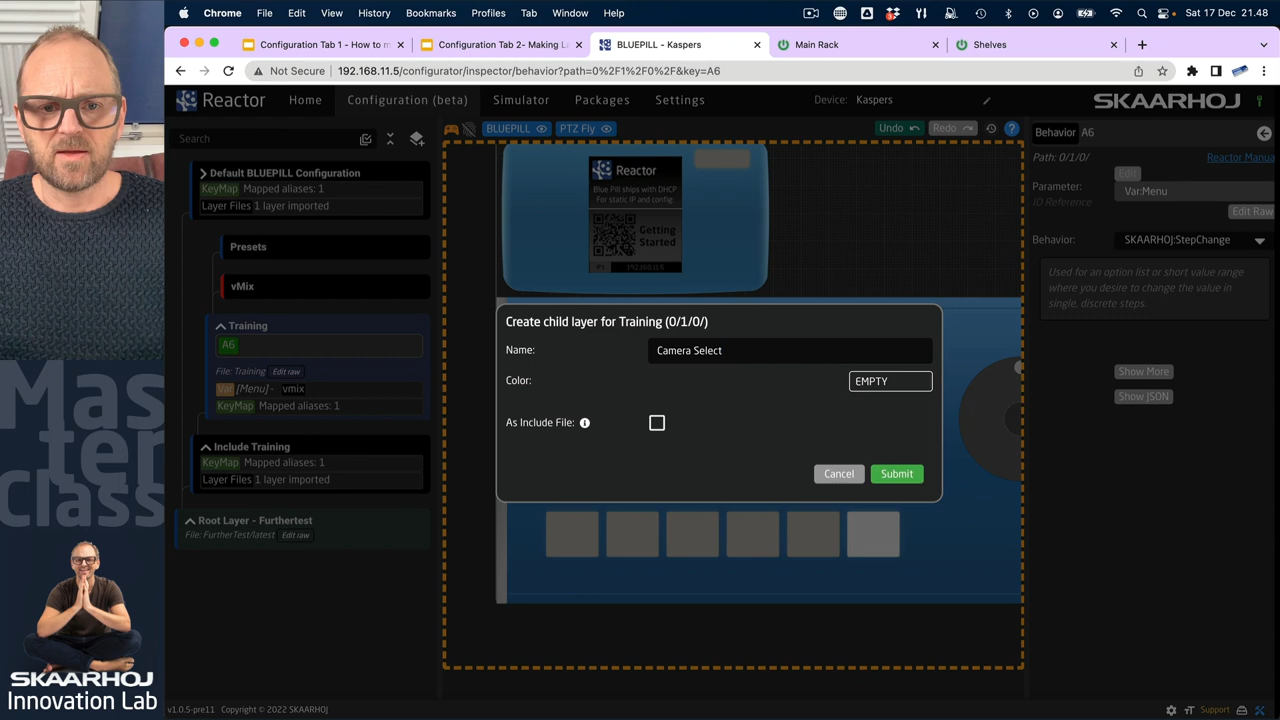 Chrome File Edit View History Bookmarks Profiles Tab Window Help Sat 17 Dec 21.48
Configuration Tab 1 - How to m Configuration Tab 2- Making L BLUEPILL - Kaspers Main Rack Shelves
Not Secure 192.168.11.5/configurator/inspector/behavior?path=0%2F1%2F0%2F&key=A6
Reactor Home Configuration (beta) Simulator Packages Settings Device: Kaspers SKAARHOJ
Search BLUEPILL PTZ Fly Undo Redo ? Behavior A6
Path: 0/1/0/ Reactor Manua
Default BLUEPILL Configuration
KeyMap Mapped aliases: 1
Layer Files 1 layer imported
Edit
Parameter: Var:Menu
IO Reference
Edit Raw
Behavior: SKAARHOJ:StepChange
Used for an option list or short value range
where you desire to change the value in
single, discrete steps.
Show More
Show JSON
Presets
vMix
Training
A6
File: Training Edit raw
Var [Menu] - vmix
KeyMap Mapped aliases: 1
Include Training
KeyMap Mapped aliases: 1
Layer Files 1 layer imported
Root Layer - Furthertest
File: FurtherTest/latest Edit raw
Reactor
Blue Pill ships with DHCP
For static IP and config:
Getting
Started
IP: 192.168.11.5
Create child layer for Training (0/1/0/)
Name: Camera Select
Color: EMPTY
As Include File:
Cancel Submit
Mas
ter
Class
SKAARHOJ
Innovation Lab
v1.0.5-pre11 Copyright © 2022 SKAARHOJ Support